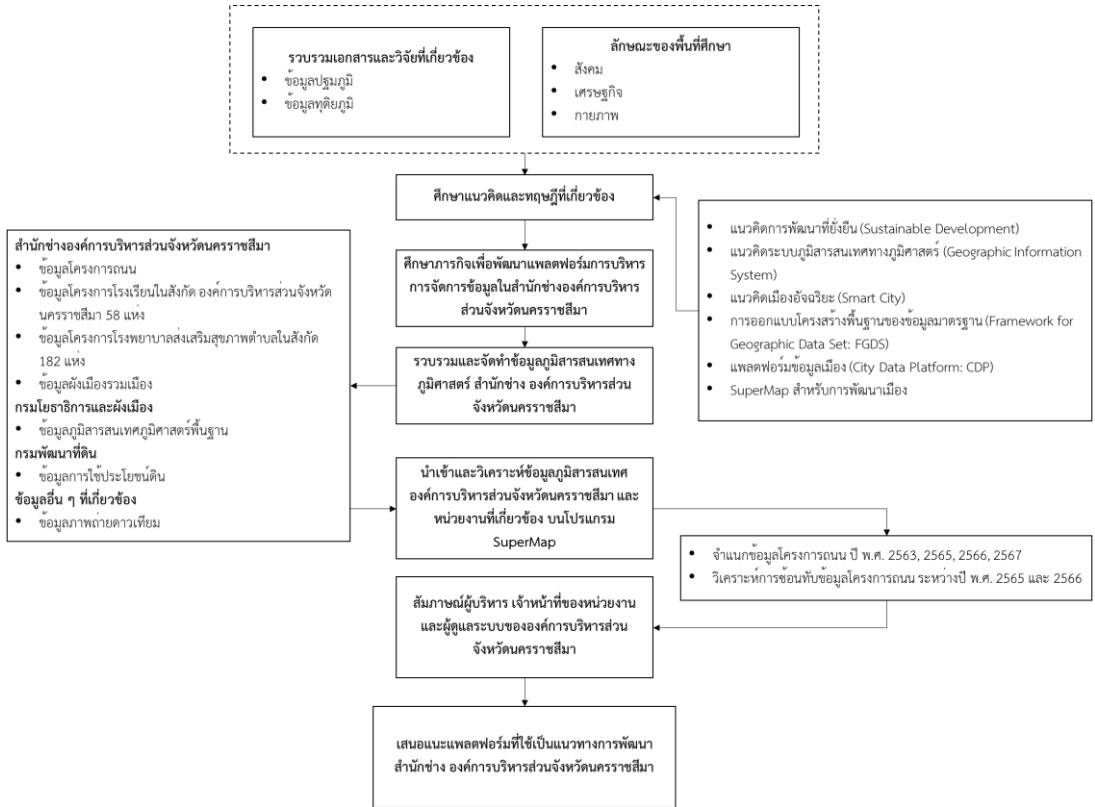 รวบรวมเอกสารและวิจัยที่เกี่ยวข้อง
• ข้อมูลปฐมภูมิ
• ข้อมูลทุติยภูมิ
ลักษณะของพื้นที่ศึกษา
• สังคม
• เศรษฐกิจ
• กายภาพ
ศึกษาแนวคิดและทฤษฎีที่เกี่ยวข้อง
• แนวคิดการพัฒนาที่ยั่งยืน (Sustainable Development)
• แนวคิดระบบภูมิสารสนเทศทางภูมิศาสตร์ (Geographic Information
System)
• แนวคิดเมืองอัจฉริยะ (Smart City)
• การออกแบบโครงสร้างพื้นฐานของข้อมูลมาตรฐาน (Framework for
Geographic Data Set: FGDS)
• แพลตฟอร์มข้อมูลเมือง (City Data Platform: CDP)
• SuperMap สำหรับการพัฒนาเมือง
ศึกษาภารกิจเพื่อพัฒนาแพลตฟอร์มการบริหาร
การจัดการข้อมูลในสำนักช่างองค์การบริหาร
ส่วนจังหวัดนครราชสีมา
รวบรวมและจัดทำข้อมูลภูมิสารสนเทศทาง
ภูมิศาสตร์ สำนักช่าง องค์การบริหารส่วน
จังหวัดนครราชสีมา
สำนักช่างองค์การบริหารส่วนจังหวัดนครราชสีมา
• ข้อมูลโครงการถนน
• ข้อมูลโครงการโรงเรียนในสังกัด องค์การบริหารส่วนจังหวัด
นครราชสีมา 58 แห่ง
• ข้อมูลโครงการโรงพยาบาลส่งเสริมสุขภาพตำบลในสังกัด
182 แห่ง
• ข้อมูลผังเมืองรวมเมือง
กรมโยธาธิการและผังเมือง
• ข้อมูลภูมิสารสนเทศภูมิศาสตร์พื้นฐาน
กรมพัฒนาที่ดิน
• ข้อมูลการใช้ประโยชน์ดิน
ข้อมูลอื่น ๆ ที่เกี่ยวข้อง
• ข้อมูลภาพถ่ายดาวเทียม
นำเข้าและวิเคราะห์ข้อมูลภูมิสารสนเทศ
องค์การบริหารส่วนจังหวัดนครราชสีมา และ
หน่วยงานที่เกี่ยวข้อง บนโปรแกรม
SuperMap
• จำแนกข้อมูลโครงการถนน ปี พ.ศ. 2563, 2565, 2566, 2567
• วิเคราะห์การซ้อนทับข้อมูลโครงการถนน ระหว่างปี พ.ศ. 2565 และ 2566
สัมภาษณ์ผู้บริหาร เจ้าหน้าที่ของหน่วยงาน
และผู้ดูแลระบบขององค์การบริหารส่วน
จังหวัดนครราชสีมา
เสนอแนะแพลตฟอร์มที่ใช้เป็นแนวทางการพัฒนา
สำนักช่าง องค์การบริหารส่วนจังหวัดนครราชสีมา